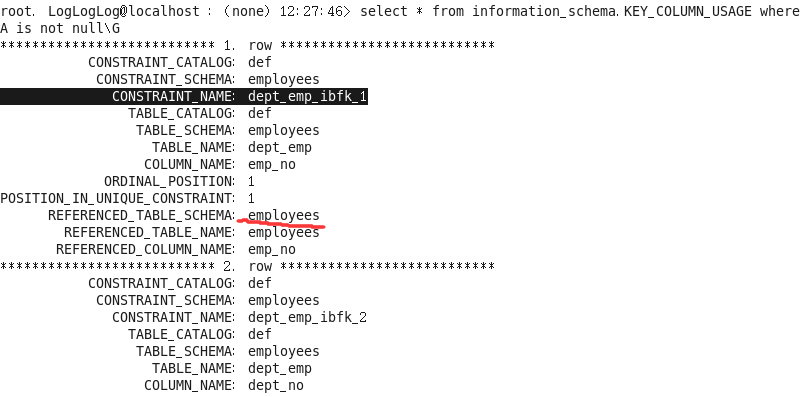 root. LogLogLog@localhost : (none) 12:27:46> select * from information_schema.KEY_COLUMN_USAGE where
A is not null\G
*************************** 1. row ***************************
CONSTRAINT_CATALOG: def
CONSTRAINT_SCHEMA: employees
CONSTRAINT_NAME: dept_emp_ibfk_1
TABLE_CATALOG: def
TABLE_SCHEMA: employees
TABLE_NAME: dept_emp
COLUMN_NAME: emp_no
ORDINAL_POSITION: 1
POSITION_IN_UNIQUE_CONSTRAINT: 1
REFERENCED_TABLE_SCHEMA: employees
REFERENCED_TABLE_NAME: employees
REFERENCED_COLUMN_NAME: emp_no
*************************** 2. row ***************************
CONSTRAINT_CATALOG: def
CONSTRAINT_SCHEMA: employees
CONSTRAINT_NAME: dept_emp_ibfk_2
TABLE_CATALOG: def
TABLE_SCHEMA: employees
TABLE_NAME: dept_emp
COLUMN_NAME: dept_no